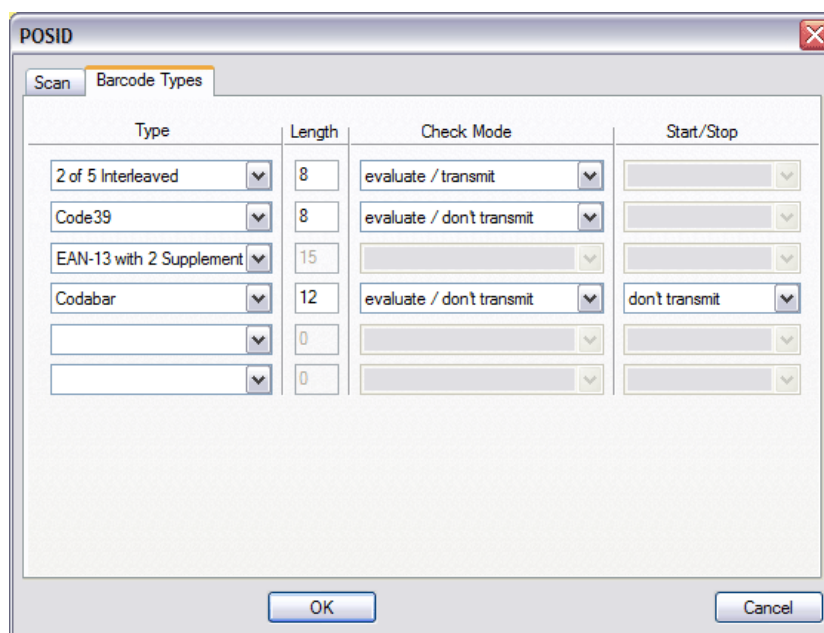 POSID
Scan Barcode Types
Type Length Check Mode Start/Stop
2 of 5 Interleaved 8 evaluate / transmit
Code39 8 evaluate / don't transmit
EAN-13 with 2 Supplement 15
Codabar 12 evaluate / don't transmit don't transmit
0
0
OK Cancel